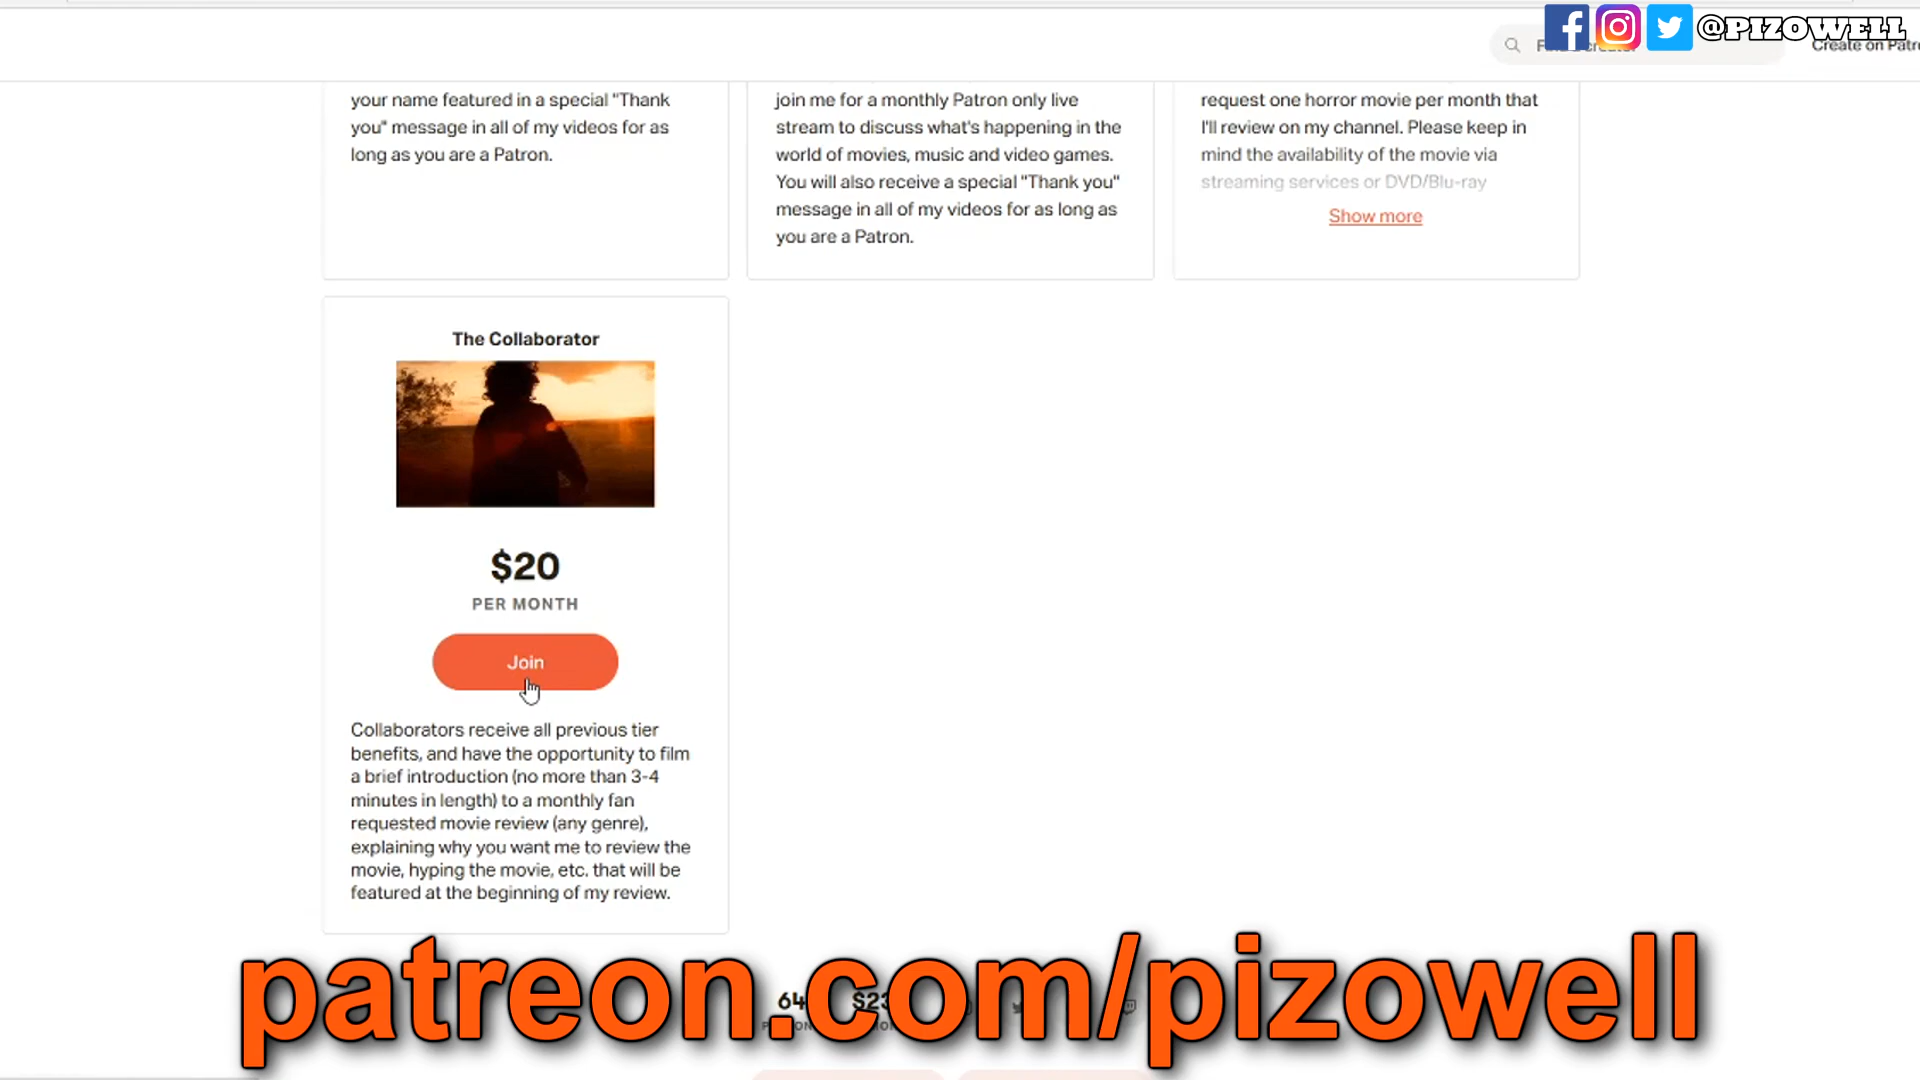 @PIZOWELL
your name featured in a special "Thank
you" message in all of my videos for as
long as you are a Patron.
join me for a monthly Patron only live
stream to discuss what's happening in the
world of movies, music and video games.
You will also receive a special "Thank you"
message in all of my videos for as long as
you are a Patron.
request one horror movie per month that
I'll review on my channel. Please keep in
mind the availability of the movie via
streaming services or DVD/Blu-ray
Show more
The Collaborator
$20
PER MONTH
Join
Collaborators receive all previous tier
benefits, and have the opportunity to film
a brief introduction (no more than 3-4
minutes in length) to a monthly fan
requested movie review (any genre),
explaining why you want me to review the
movie, hyping the movie, etc. that will be
featured at the beginning of my review.
patreon.com/pizowell